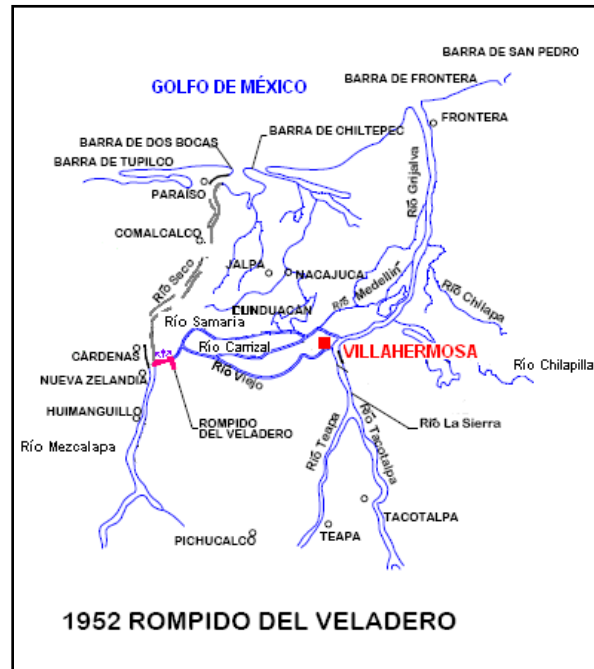 BARRA DE SAN PEDRO
BARRA DE FRONTERA
GOLFO DE MÉXICO
FRONTERA
BARRA DE DOS BOCAS
BARRA DE CHILTEPEC
BARRA DE TUPILCO
PARAÍSO
Río Grijalva
COMALCALCO
JALPA
NACAJUCA
Río Seco
Río Medellín
Río Chilapa
CUNDUACÁN
Río Samaria
Río Carrizal
VILLAHERMOSA
CÁRDENAS
Río Viejo
Río Chilapilla
NUEVA ZELANDIA
HUIMANGUILLO
ROMPIDO
DEL VELADERO
Río La Sierra
Río Mezcalapa
Río Teapa
Río Tacotalpa
TACOTALPA
PICHUCALCO
TEAPA
1952 ROMPIDO DEL VELADERO